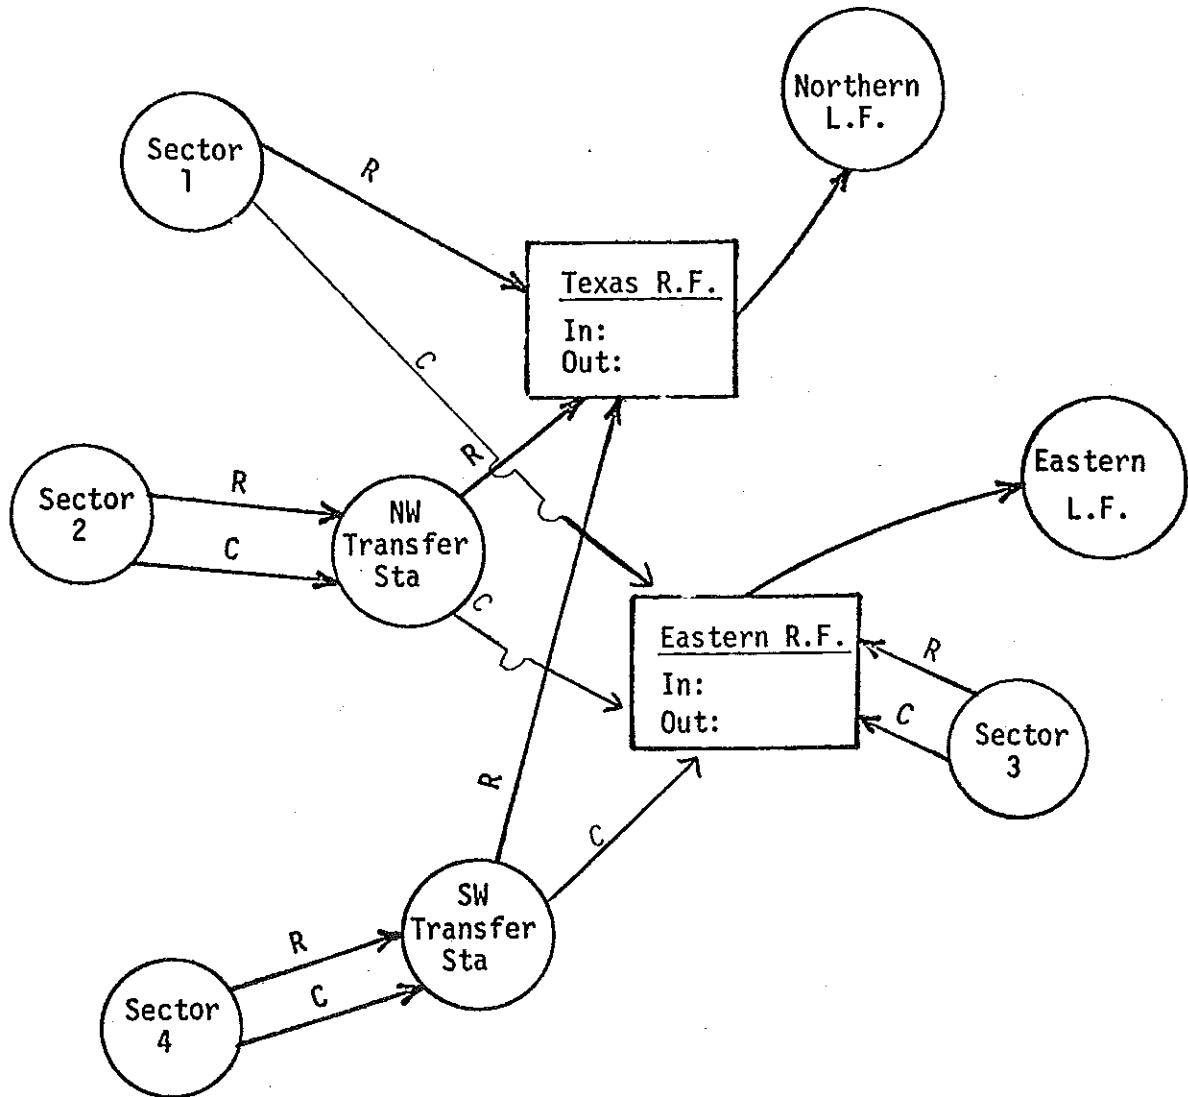 Northern
L.F.
Sector
1
R
Texas R.F.
In:
Out:
C
R
Eastern
L.F.
Sector
2
R
C
NW
Transfer
Sta
C
Eastern R.F.
In:
Out:
R
C
Sector
3
R
C
SW
Transfer
Sta
R
C
Sector
4